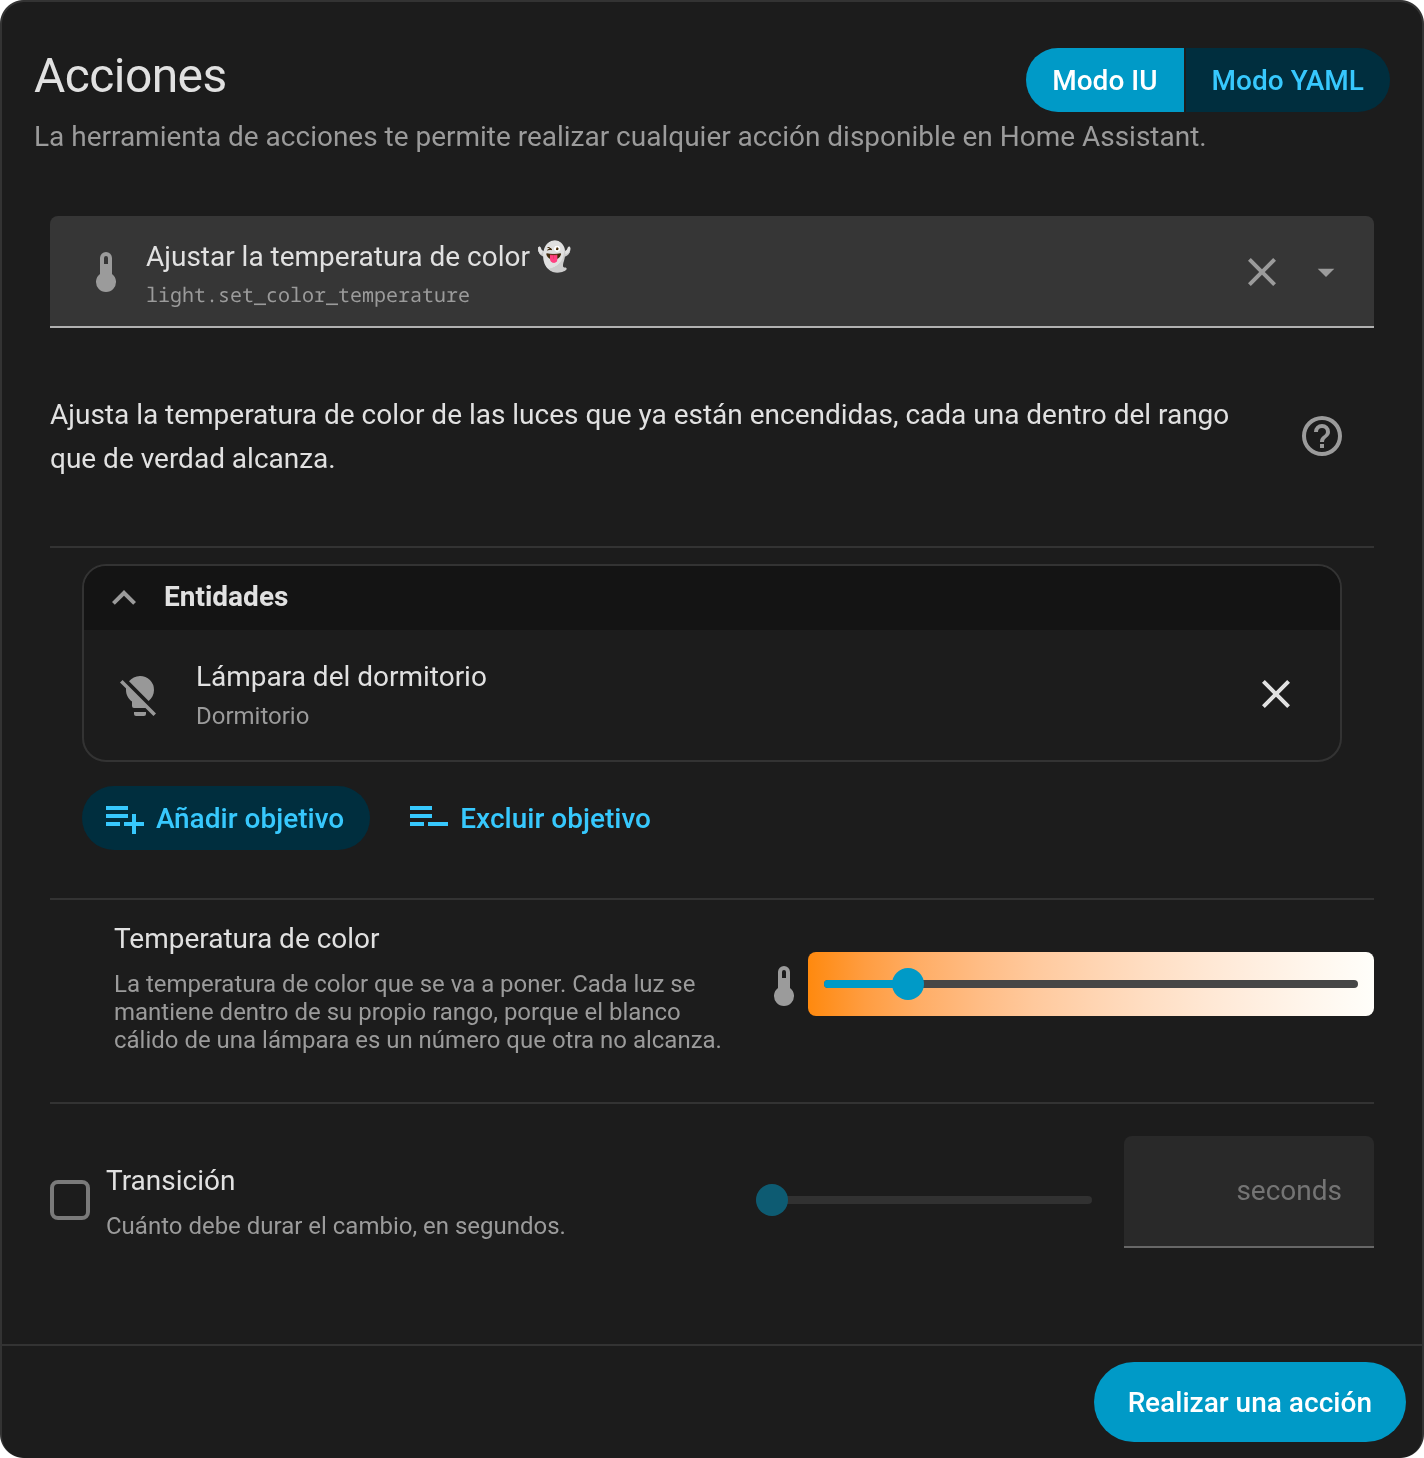 Acciones
Modo IU
Modo YAML
La herramienta de acciones te permite realizar cualquier acción disponible en Home Assistant.
Ajustar la temperatura de color 👻
light.set_color_temperature
Ajusta la temperatura de color de las luces que ya están encendidas, cada una dentro del rango
que de verdad alcanza.
Entidades
Lámpara del dormitorio
Dormitorio
Añadir objetivo
Excluir objetivo
Temperatura de color
La temperatura de color que se va a poner. Cada luz se
mantiene dentro de su propio rango, porque el blanco
cálido de una lámpara es un número que otra no alcanza.
Transición
Cuánto debe durar el cambio, en segundos.
seconds
Realizar una acción